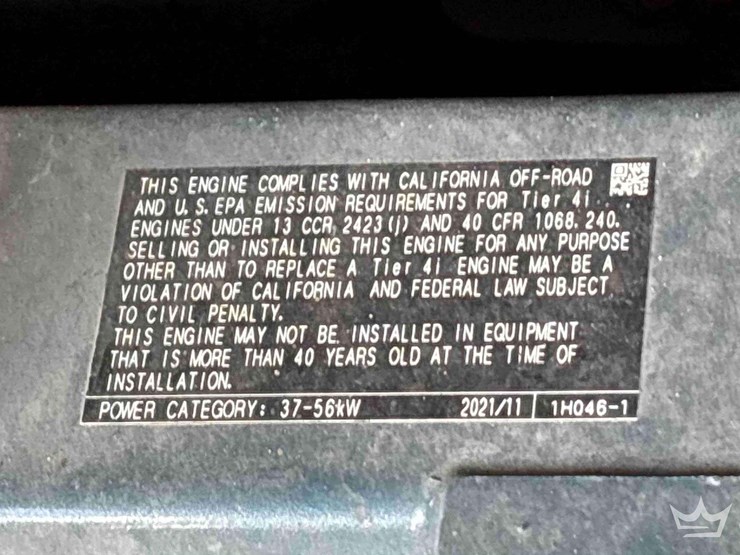 THIS ENGINE COMPLIES WITH CALIFORNIA OFF-ROAD
AND U.S.EPA EMISSION REQUIREMENTS FOR Tier 4i
ENGINES UNDER 13 CCR 2423(j) AND 40 CFR 1068.240.
SELLING OR INSTALLING THIS ENGINE FOR ANY PURPOSE
OTHER THAN TO REPLACE A Tier 4i ENGINE MAY BE A
VIOLATION OF CALIFORNIA AND FEDERAL LAW SUBJECT
TO CIVIL PENALTY.
THIS ENGINE MAY NOT BE INSTALLED IN EQUIPMENT
THAT IS MORE THAN 40 YEARS OLD AT THE TIME OF
INSTALLATION.
POWER CATEGORY: 37-56kW 2021/11 1H046-1